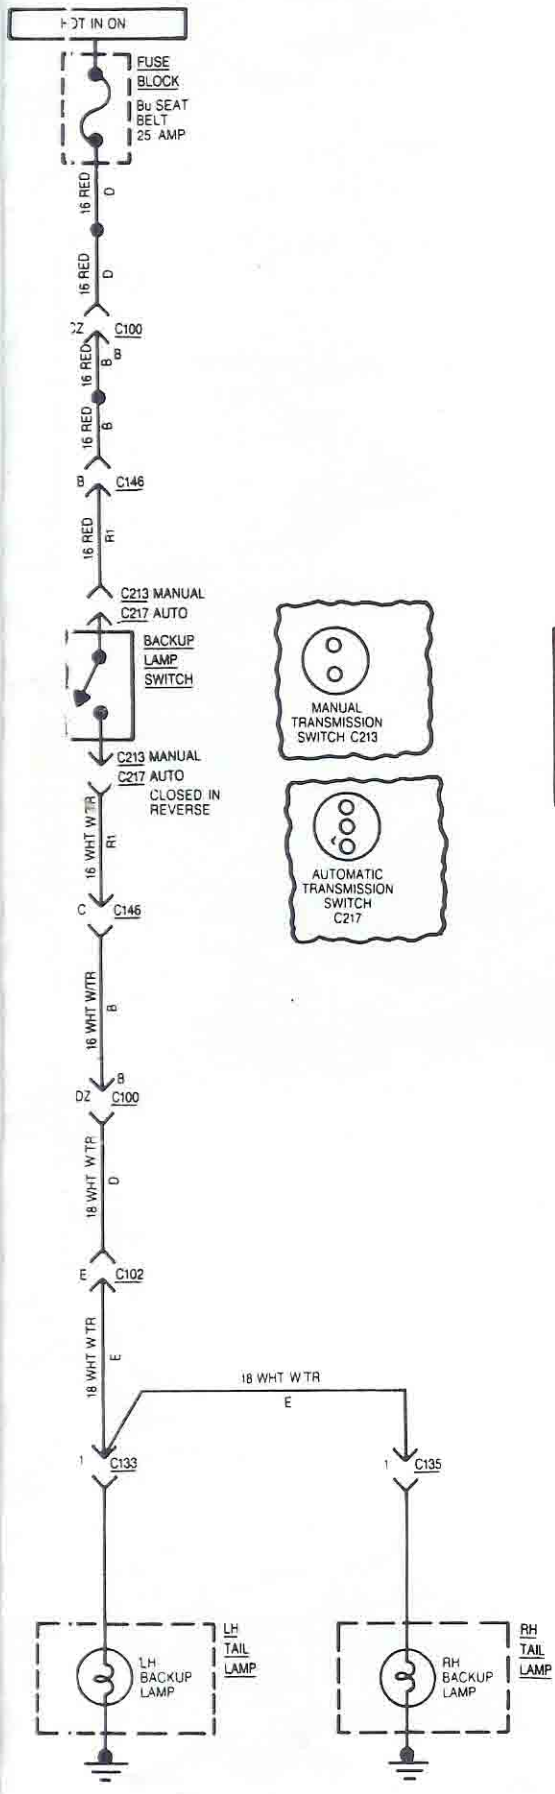 HOT IN ON
FUSE
BLOCK
Bu SEAT
BELT
25 AMP
16 RED
D
16 RED
D
CZ
C100
B
16 RED
B
16 RED
B
B
C146
16 RED
R1
C213 MANUAL
C217 AUTO
BACKUP
LAMP
SWITCH
C213 MANUAL
C217 AUTO
CLOSED IN
REVERSE
16 WHT W/TR
R1
C
C146
16 WHT W/TR
B
B
DZ
C100
18 WHT W TR
D
E
C102
18 WHT W TR
E
18 WHT W TR
E
1
C133
1
C135
LH
TAIL
LAMP
LH
BACKUP
LAMP
RH
TAIL
LAMP
RH
BACKUP
LAMP
MANUAL
TRANSMISSION
SWITCH C213
AUTOMATIC
TRANSMISSION
SWITCH
C217